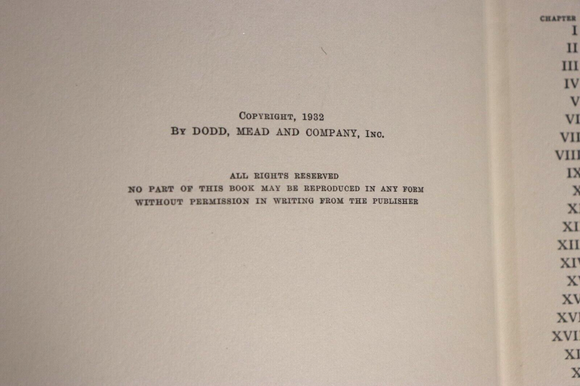 Copyright, 1932
By DODD, MEAD AND COMPANY, Inc.
ALL RIGHTS RESERVED
NO PART OF THIS BOOK MAY BE REPRODUCED IN ANY FORM
WITHOUT PERMISSION IN WRITING FROM THE PUBLISHER
CHAPTER
I
II
III
IV
V
VI
VII
VIII
IX
X